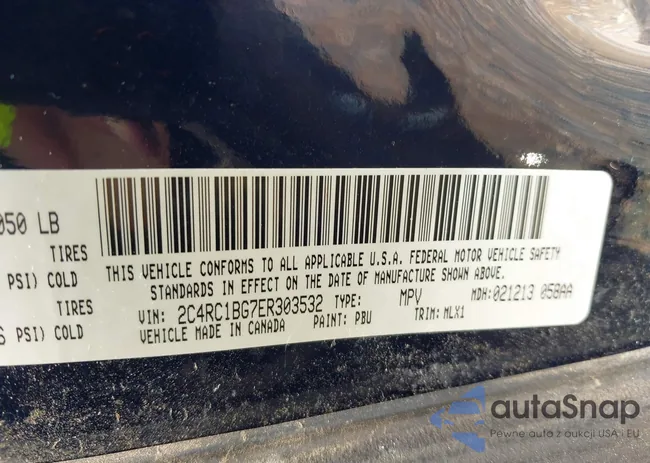 050 LB
TIRES
PSI) COLD
TIRES
PSI) COLD
THIS VEHICLE CONFORMS TO ALL APPLICABLE U.S.A. FEDERAL MOTOR VEHICLE SAFETY
STANDARDS IN EFFECT ON THE DATE OF MANUFACTURE SHOWN ABOVE.
VIN: 2C4RC1BG7ER303532 TYPE: MPV MDH: 021213 058AA
VEHICLE MADE IN CANADA PAINT: PBU TRIM: MLX1
autaSnap
Pewne auta z aukcji USA i EU